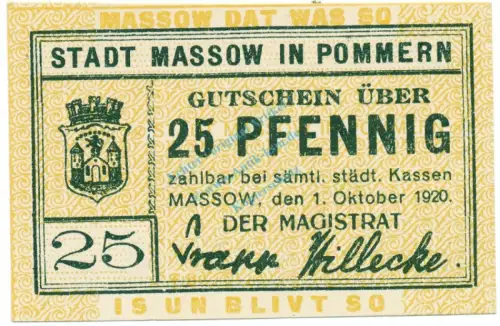 MASSOW DAT WAS SO
STADT MASSOW IN POMMERN
GUTSCHEIN ÜBER
25 PFENNIG
zahlbar bei sämtl. städt. Kassen
MASSOW, den 1. Oktober 1920.
DER MAGISTRAT
25
Willecke.
IS UN BLIVT SO